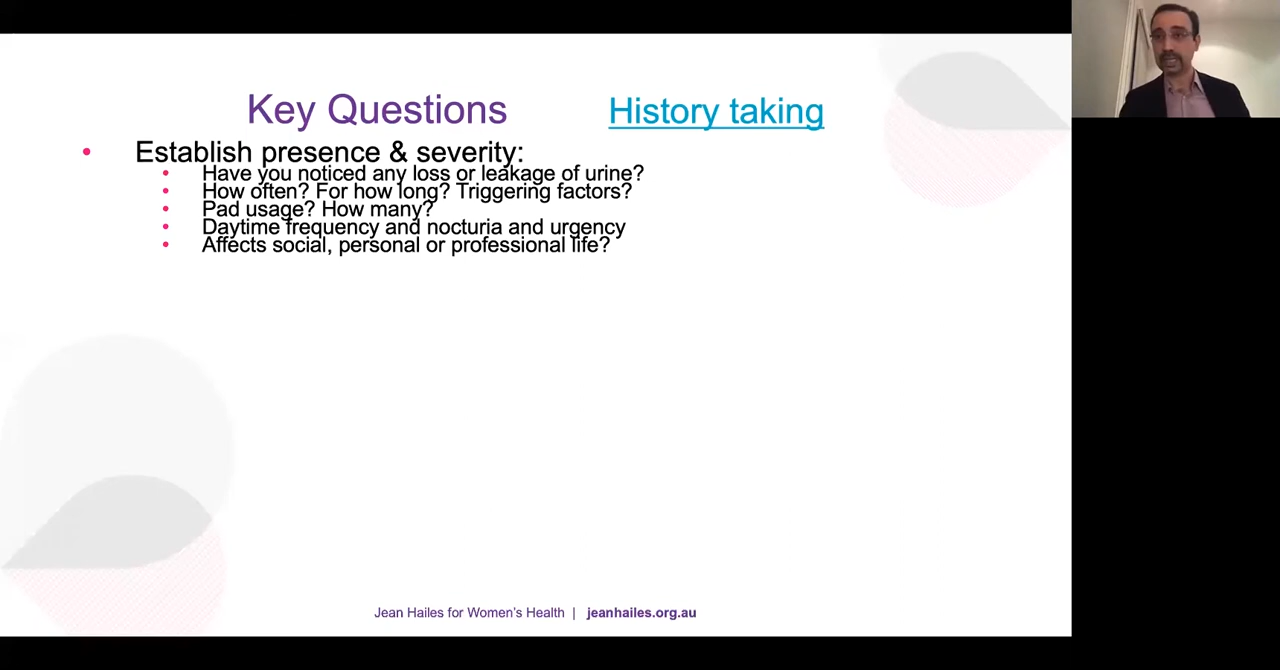 Key Questions History taking
• Establish presence & severity:
• Have you noticed any loss or leakage of urine?
• How often? For how long? Triggering factors?
• Pad usage? How many?
• Daytime frequency and nocturia and urgency
• Affects social, personal or professional life?
Jean Hailes for Women's Health | jeanhailes.org.au